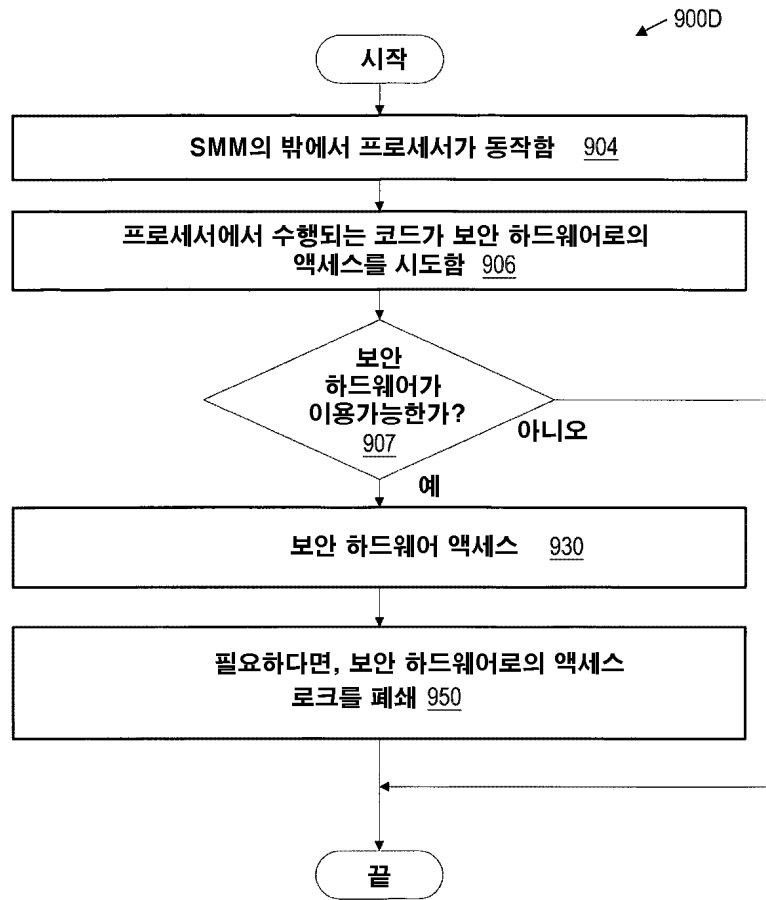 900D
시작
SMM의 밖에서 프로세서가 동작함 904
프로세서에서 수행되는 코드가 보안 하드웨어로의
액세스를 시도함 906
보안
하드웨어가
이용가능한가?
907
아니오
예
보안 하드웨어 액세스 930
필요하다면, 보안 하드웨어로의 액세스
로크를 폐쇄 950
끝